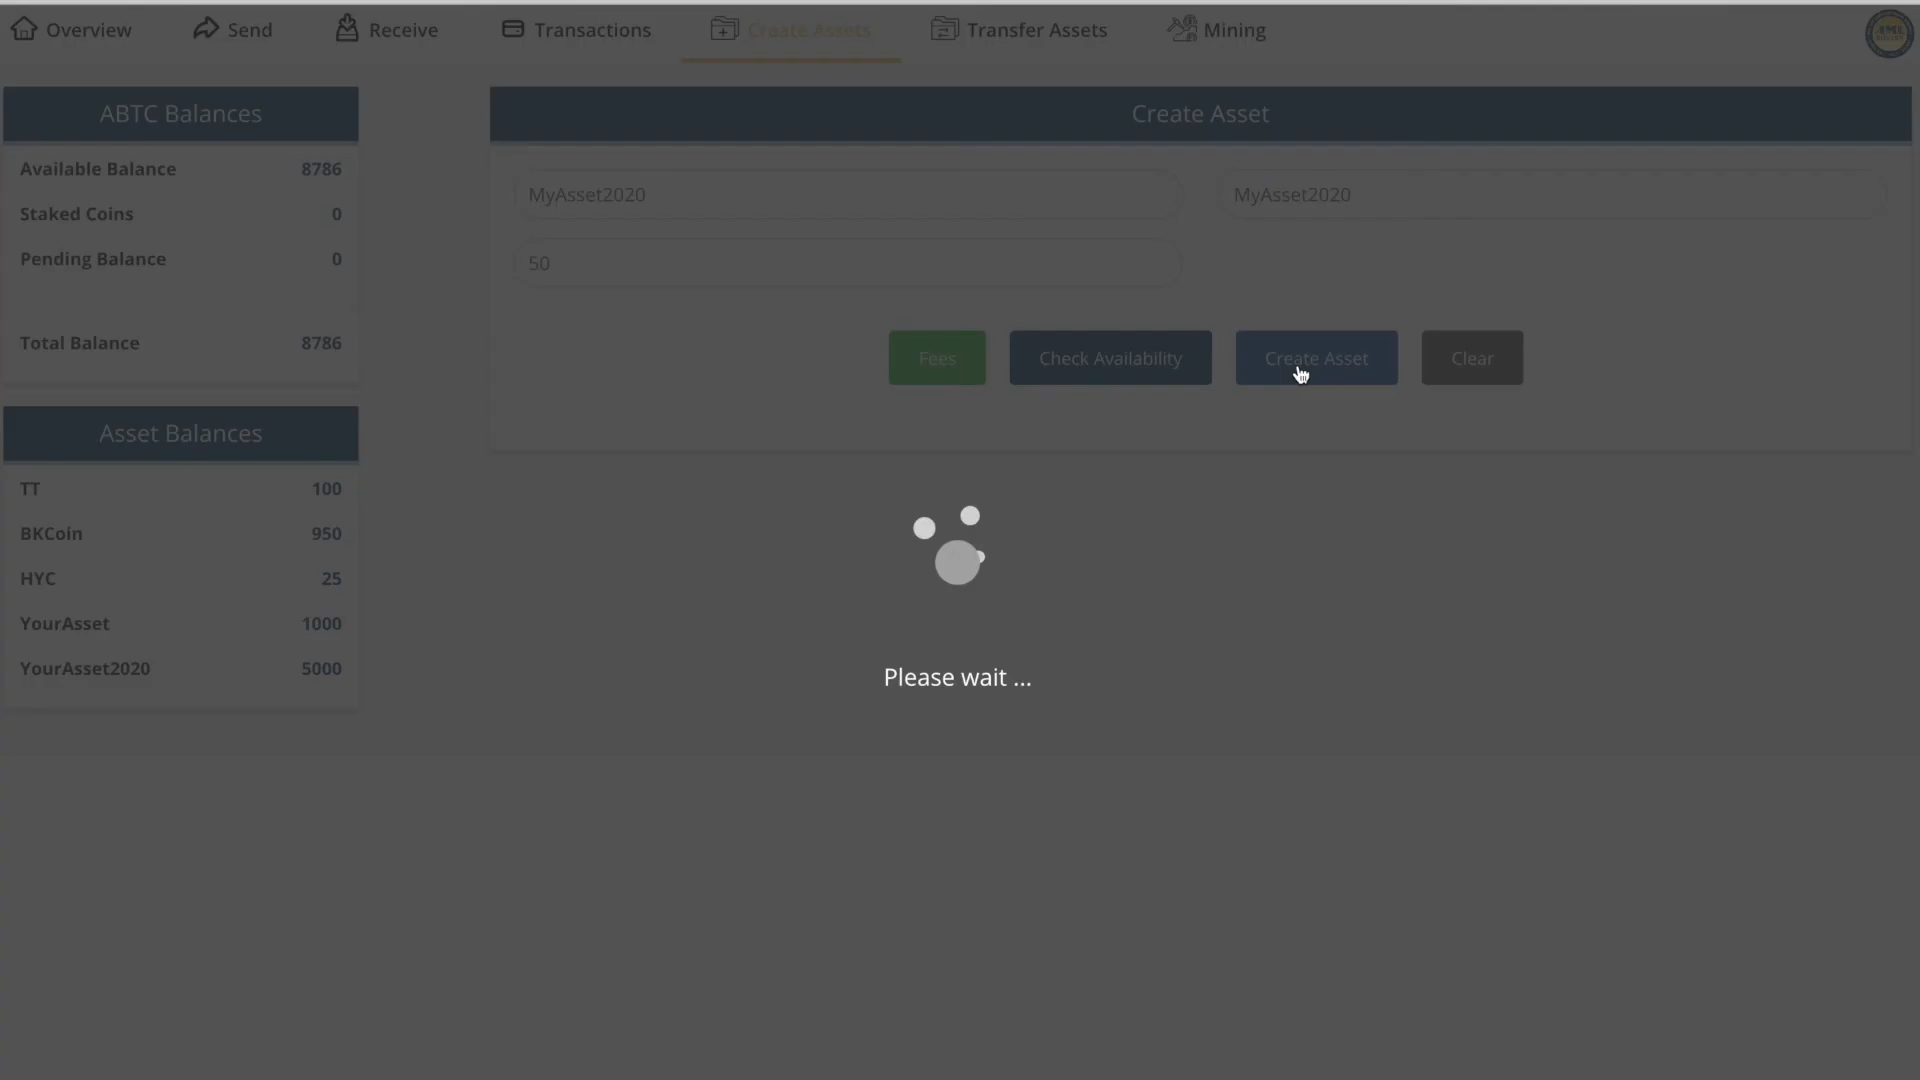 Overview
Send
Receive
Transactions
Create Assets
Transfer Assets
Mining
ABTC Balances
Available Balance 8786
Staked Coins 0
Pending Balance 0
Total Balance 8786
Asset Balances
TT 100
BKCoin 950
HYC 25
YourAsset 1000
YourAsset2020 5000
Create Asset
MyAsset2020
MyAsset2020
50
Fees
Check Availability
Create Asset
Clear
Please wait ...